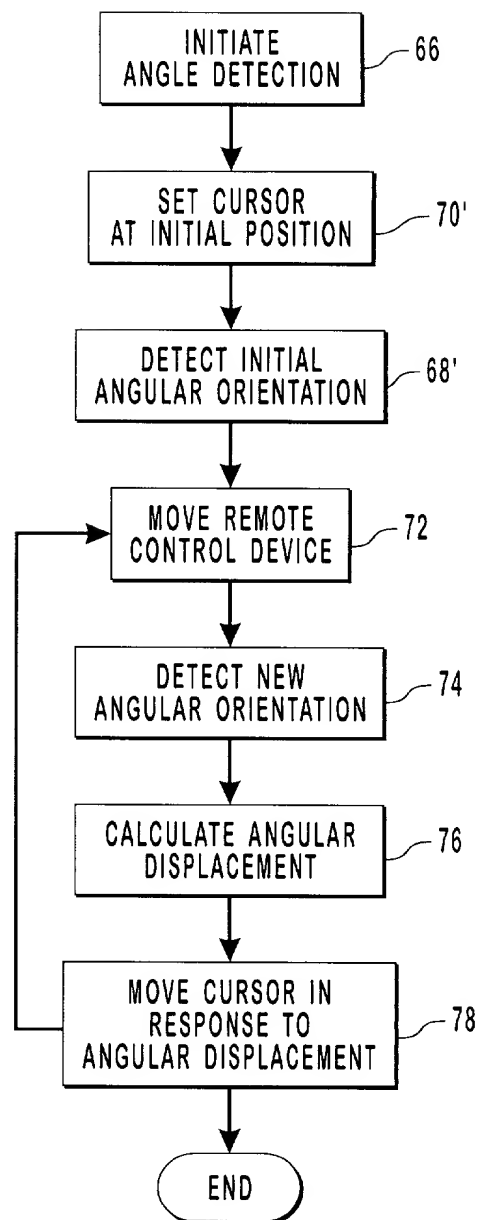 INITIATE
ANGLE DETECTION
66
SET CURSOR
AT INITIAL POSITION
70'
DETECT INITIAL
ANGULAR ORIENTATION
68'
MOVE REMOTE
CONTROL DEVICE
72
DETECT NEW
ANGULAR ORIENTATION
74
CALCULATE ANGULAR
DISPLACEMENT
76
MOVE CURSOR IN
RESPONSE TO
ANGULAR DISPLACEMENT
78
END